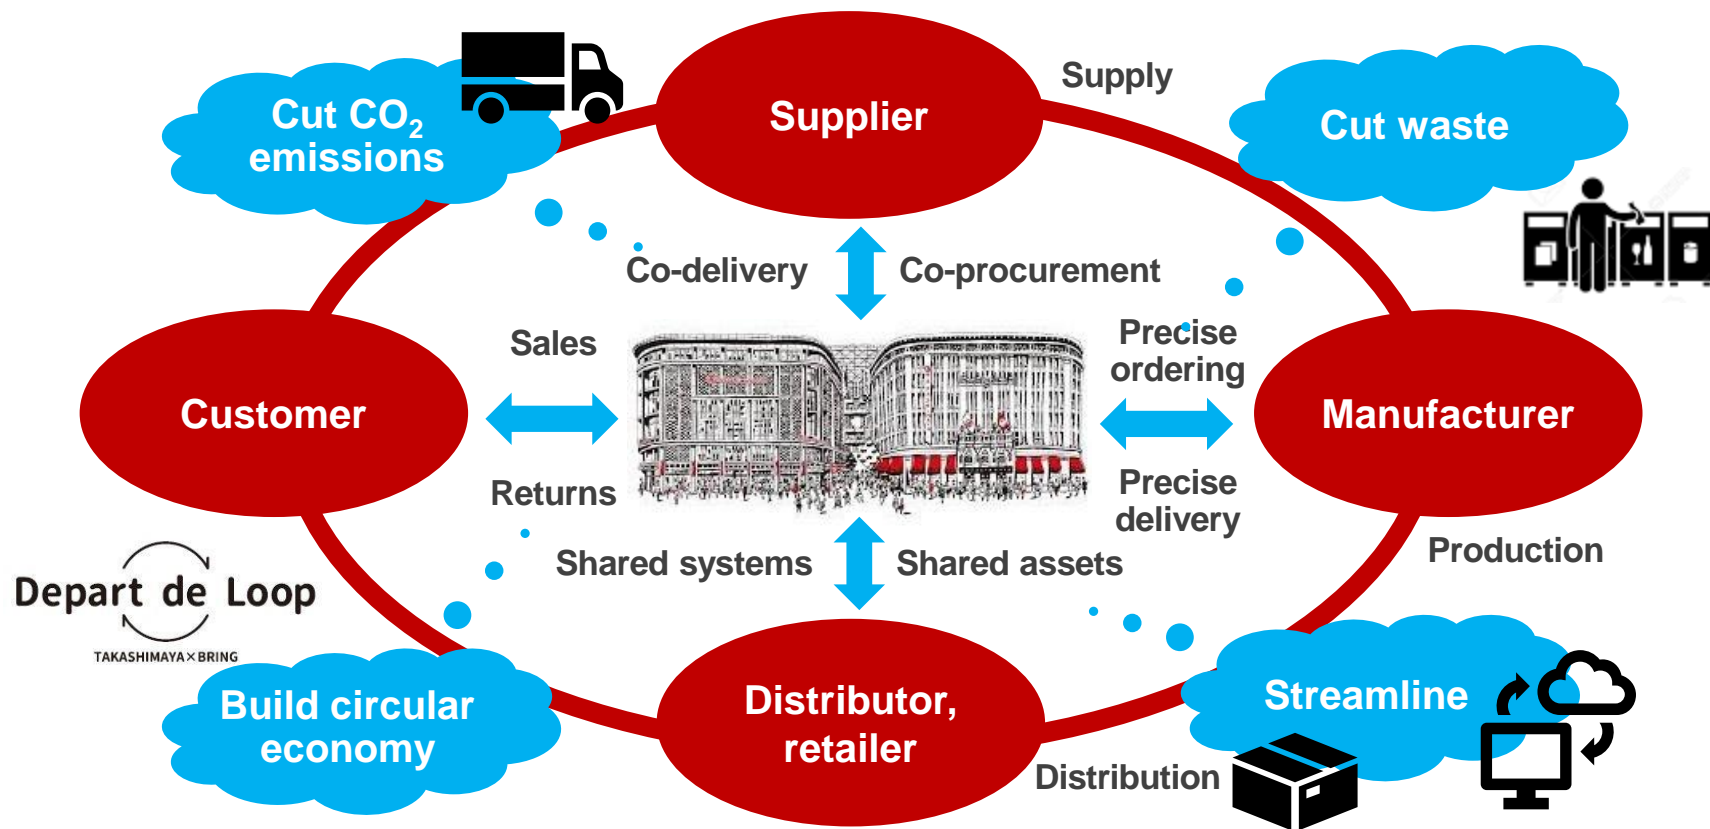 Supplier
Supply
Cut CO₂
emissions
Cut waste
Co-delivery
Co-procurement
Sales
Precise
ordering
Customer
Manufacturer
Returns
Precise
delivery
Shared systems
Shared assets
Production
Depart de Loop
TAKASHIMAYA×BRING
Build circular
economy
Distributor,
retailer
Streamline
Distribution